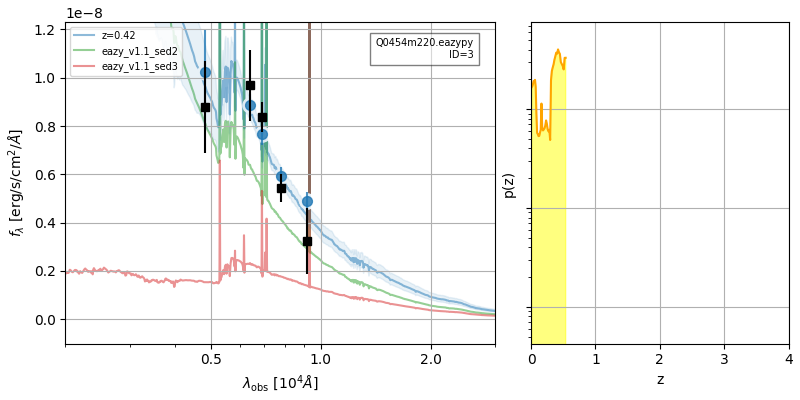 1e−8
z=0.42
eazy_v1.1_sed2
eazy_v1.1_sed3
Q0454m220.eazypy
ID=3
1.2
1.0
0.8
0.6
0.4
0.2
0.0
f_λ [erg/s/cm²/Å]
0.5
1.0
2.0
λ_obs [10⁴Å]
p(z)
0
1
2
3
4
z